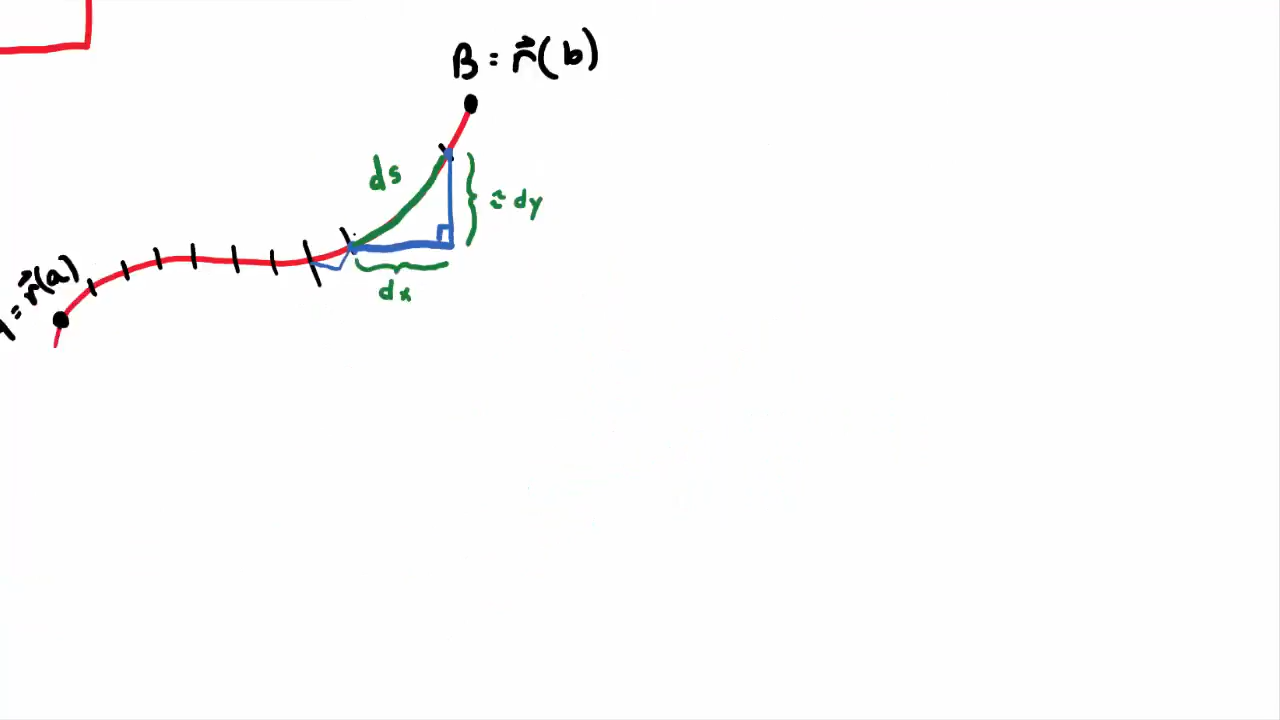 B = r⃗(b)
ds
≈ dy
= r⃗(a)
dx